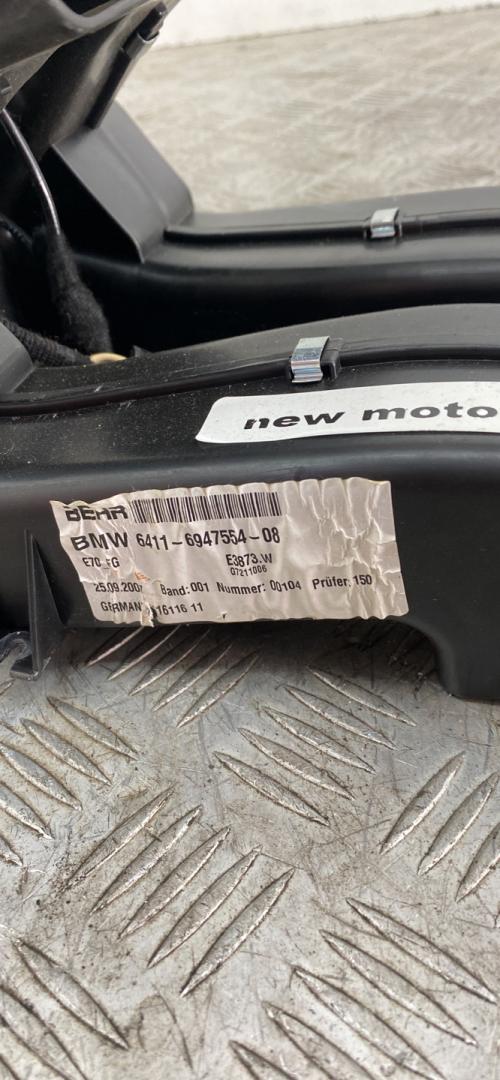 new moto
BEHR
BMW 6411-6947554-08
E70 FG E3873.W
07211006
25.09.200 Band: 001 Nummer: 00104 Prüfer: 150
GERMAN 16116 11